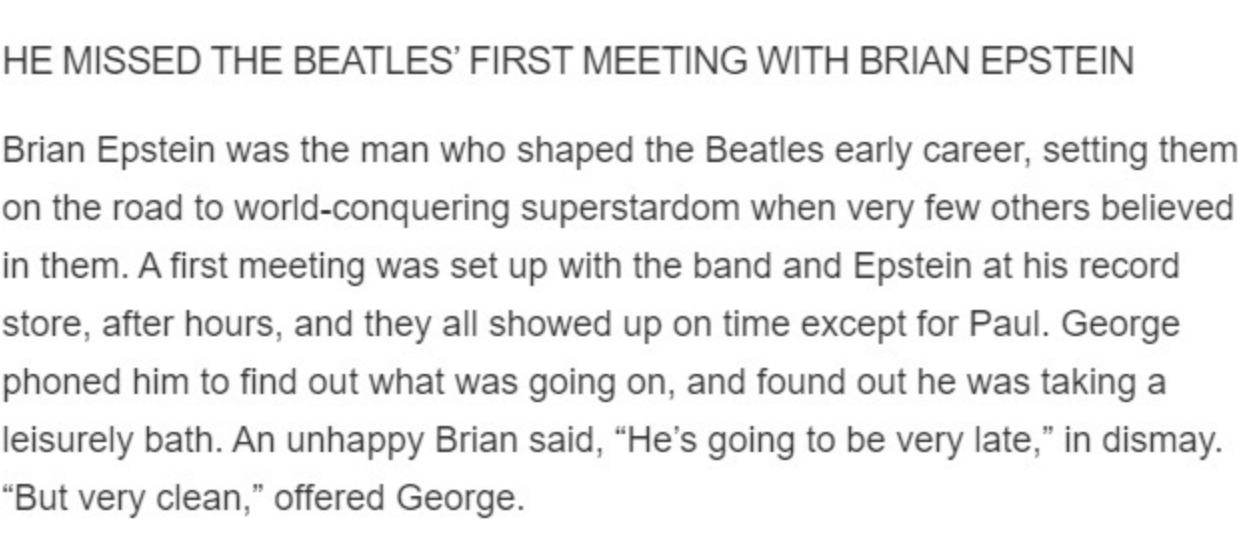 HE MISSED THE BEATLES’ FIRST MEETING WITH BRIAN EPSTEIN
Brian Epstein was the man who shaped the Beatles early career, setting them
on the road to world-conquering superstardom when very few others believed
in them. A first meeting was set up with the band and Epstein at his record
store, after hours, and they all showed up on time except for Paul. George
phoned him to find out what was going on, and found out he was taking a
leisurely bath. An unhappy Brian said, “He’s going to be very late,” in dismay.
“But very clean,” offered George.